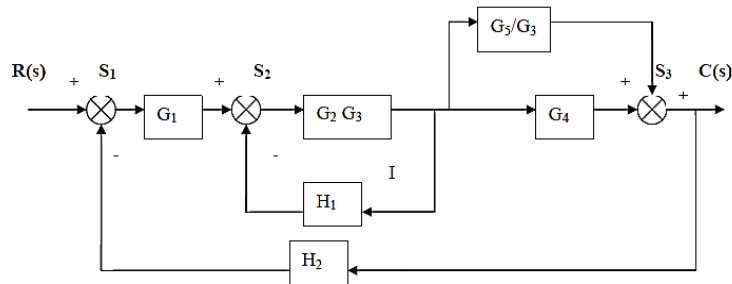 G5/G3
R(s)
+
S1
+
S2
+
S3
C(s)
+
G1
G2 G3
G4
-
-
I
H1
H2